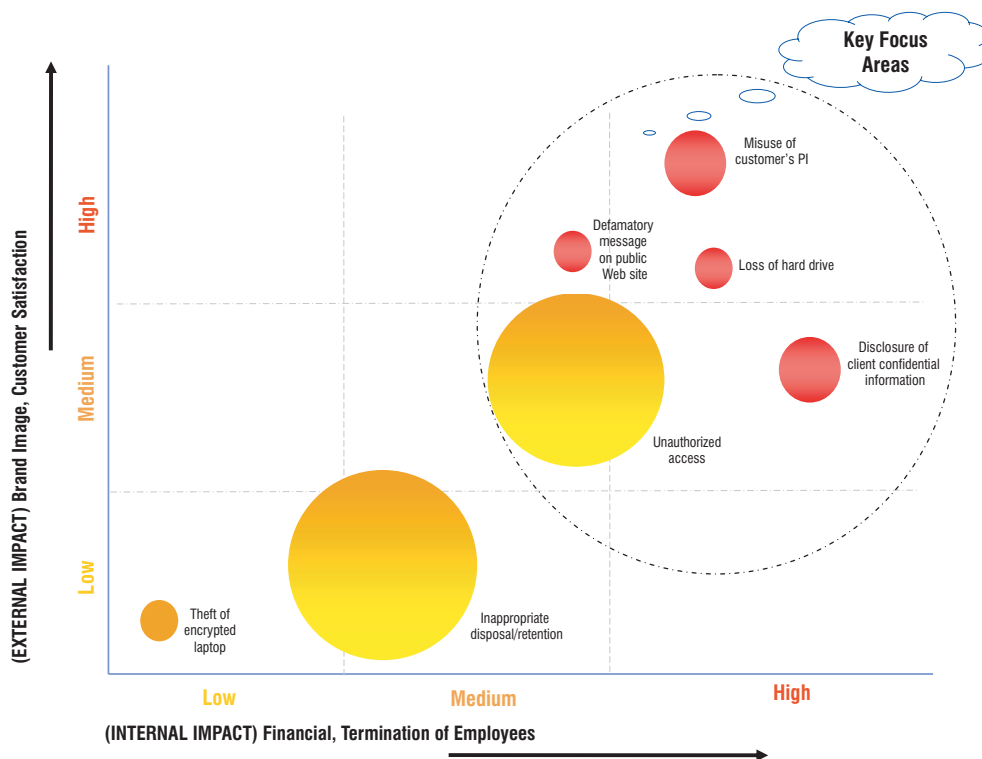 Key Focus
Areas
Misuse of
customer's PI
Defamatory
message
on public
Web site
Loss of hard drive
Disclosure of
client confidential
information
Unauthorized
access
Inappropriate
disposal/retention
Theft of
encrypted
laptop
(EXTERNAL IMPACT) Brand Image, Customer Satisfaction
High
Medium
Low
Low
Medium
High
(INTERNAL IMPACT) Financial, Termination of Employees